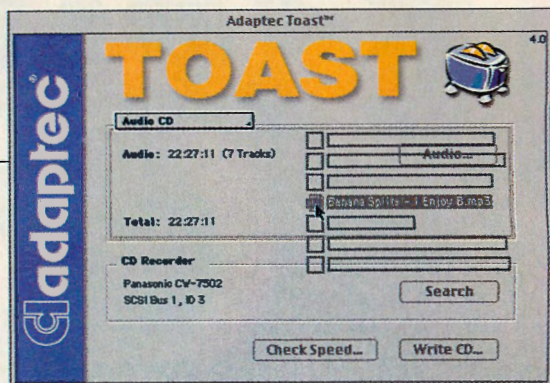 Adaptec Toast™
4.0
TOAST
adaptec®
Audio CD
Audio: 22:27:11 (7 Tracks)
Audio...
Banana Splits - I Enjoy B.mp3
Total: 22:27:11
CD Recorder
Panasonic CW-7502
SCSI Bus 1, ID 3
Search
Check Speed...
Write CD...